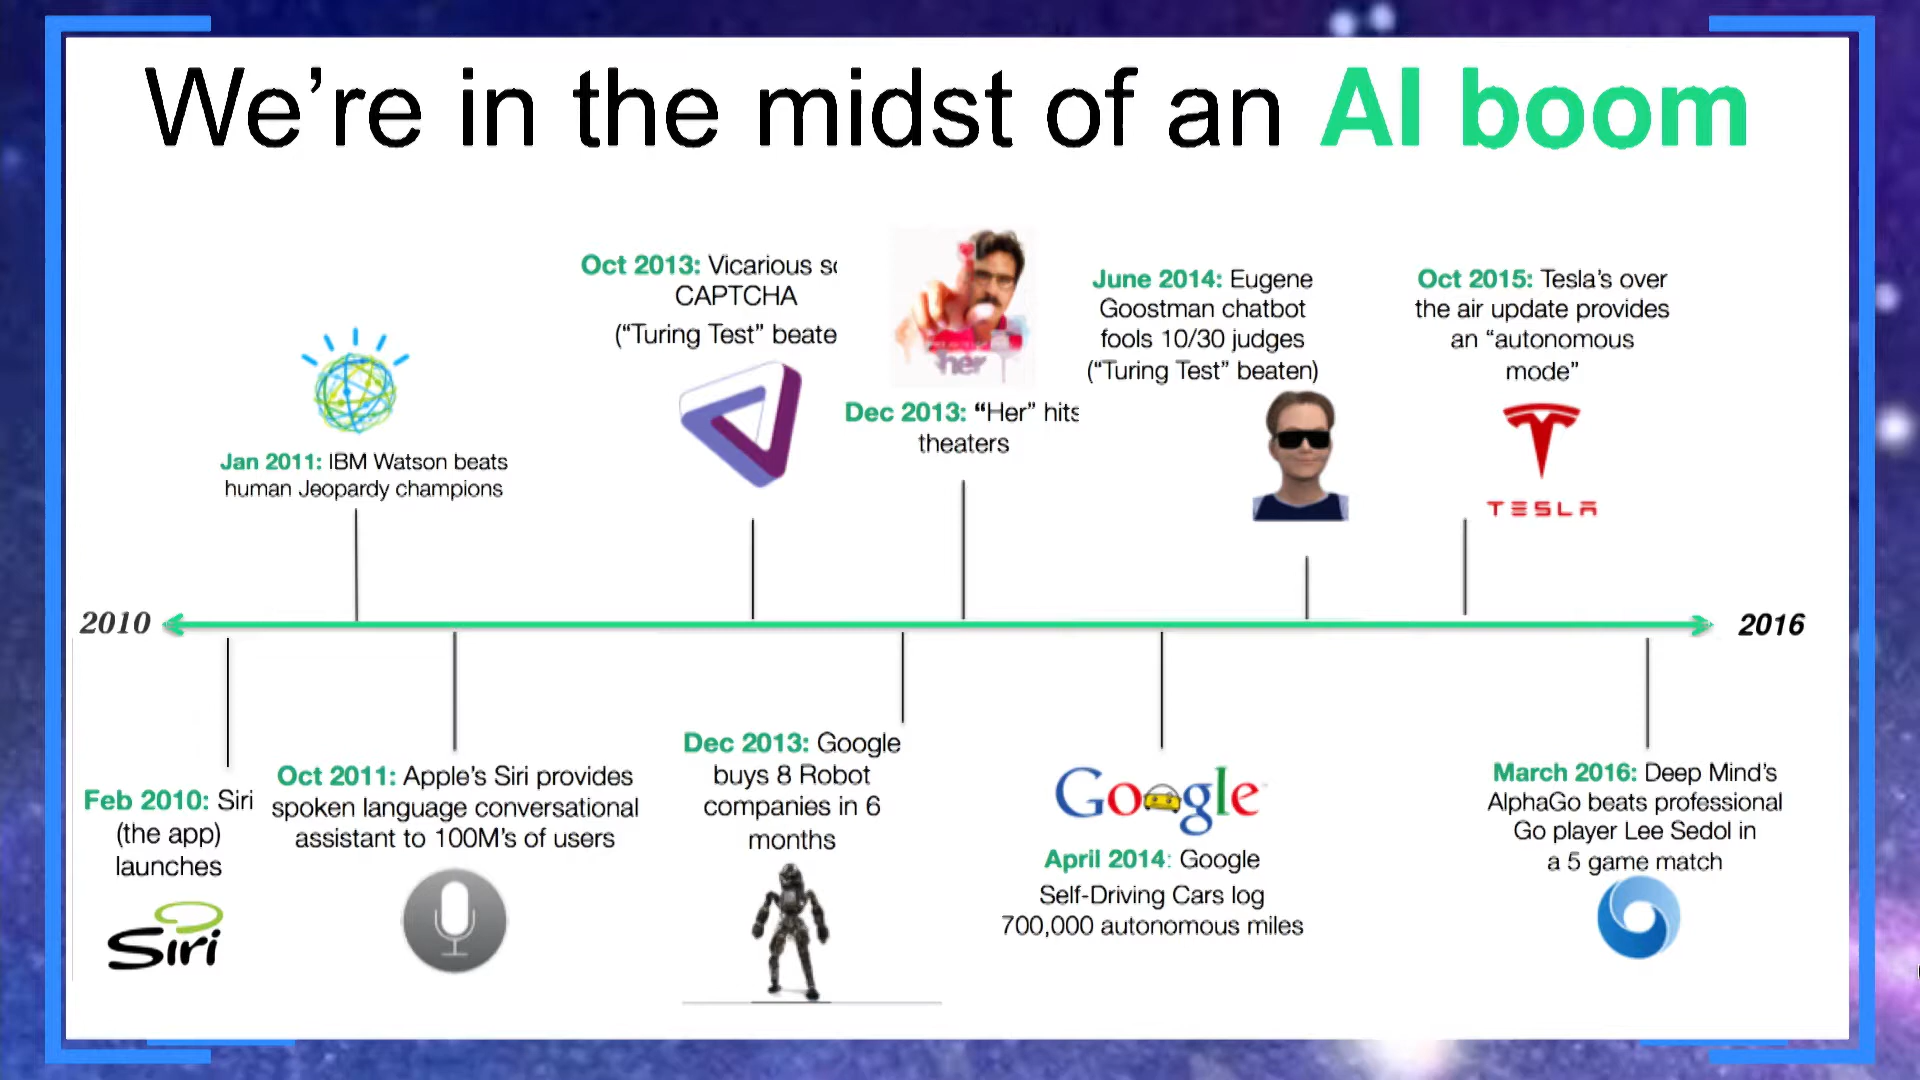 We're in the midst of an AI boom
Oct 2013: Vicarious
CAPTCHA
("Turing Test"
her
Dec 2013: "Her" hits
theaters
June 2014: Eugene
Goostman chatbot
fools 10/30 judges
("Turing Test" beaten)
Oct 2015: Tesla's over
the air update provides
an "autonomous
mode"
TESLA
Jan 2011: IBM Watson beats
human Jeopardy champions
2010
2016
Feb 2010: Siri
(the app)
launches
Siri
Oct 2011: Apple's Siri provides
spoken language conversational
assistant to 100M's of users
Dec 2013: Google
buys 8 Robot
companies in 6
months
Google
April 2014: Google
Self-Driving Cars log
700,000 autonomous miles
March 2016: Deep Mind's
AlphaGo beats professional
Go player Lee Sedol in
a 5 game match